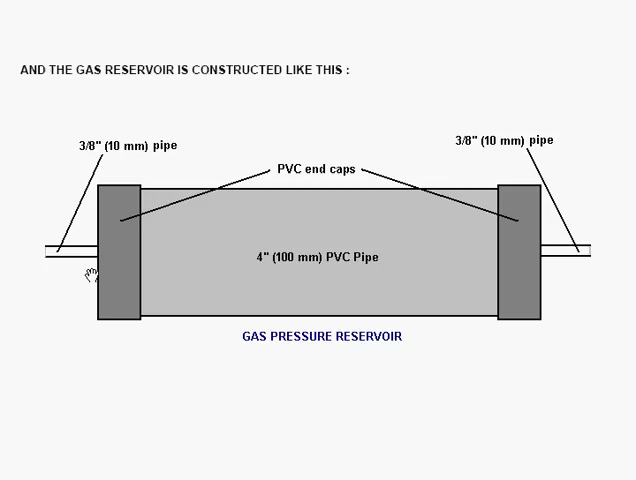 AND THE GAS RESERVOIR IS CONSTRUCTED LIKE THIS :
3/8" (10 mm) pipe
3/8" (10 mm) pipe
PVC end caps
4" (100 mm) PVC Pipe
GAS PRESSURE RESERVOIR